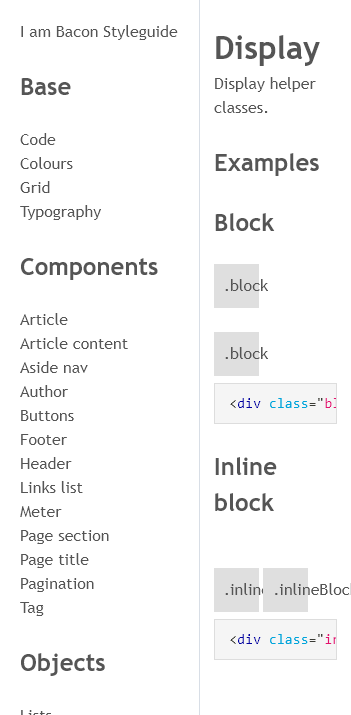 I am Bacon Styleguide
Base
Code
Colours
Grid
Typography
Components
Article
Article content
Aside nav
Author
Buttons
Footer
Header
Links list
Meter
Page section
Page title
Pagination
Tag
Objects
Lists
Display
Display helper
classes.
Examples
Block
.block
.block
<div class="bl
Inline
block
.inline .inlineBlock
<div class="in